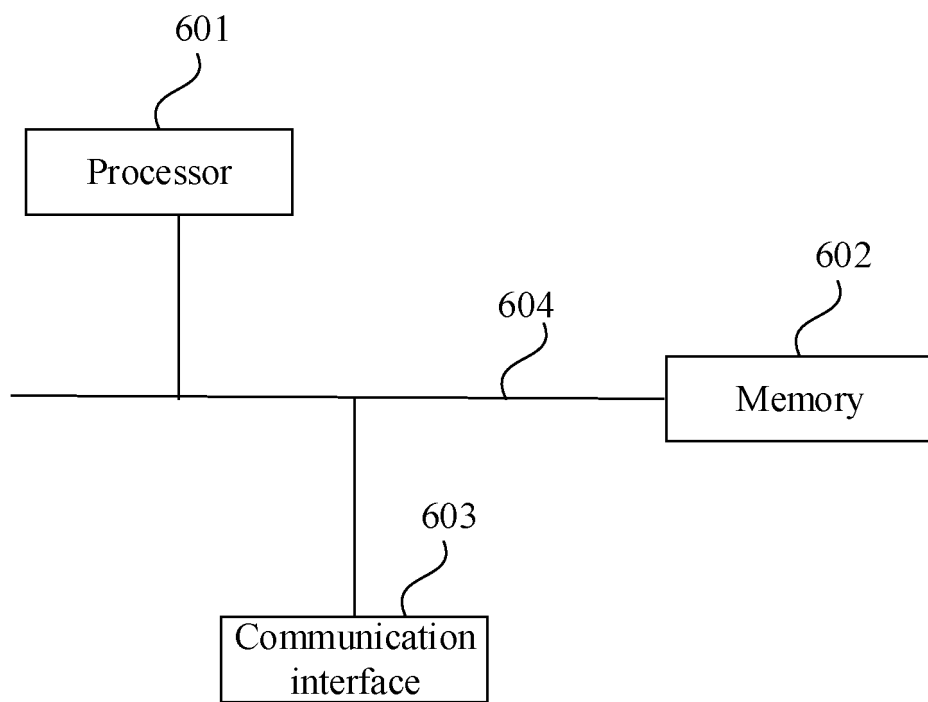 601
Processor
602
604
Memory
603
Communication
interface